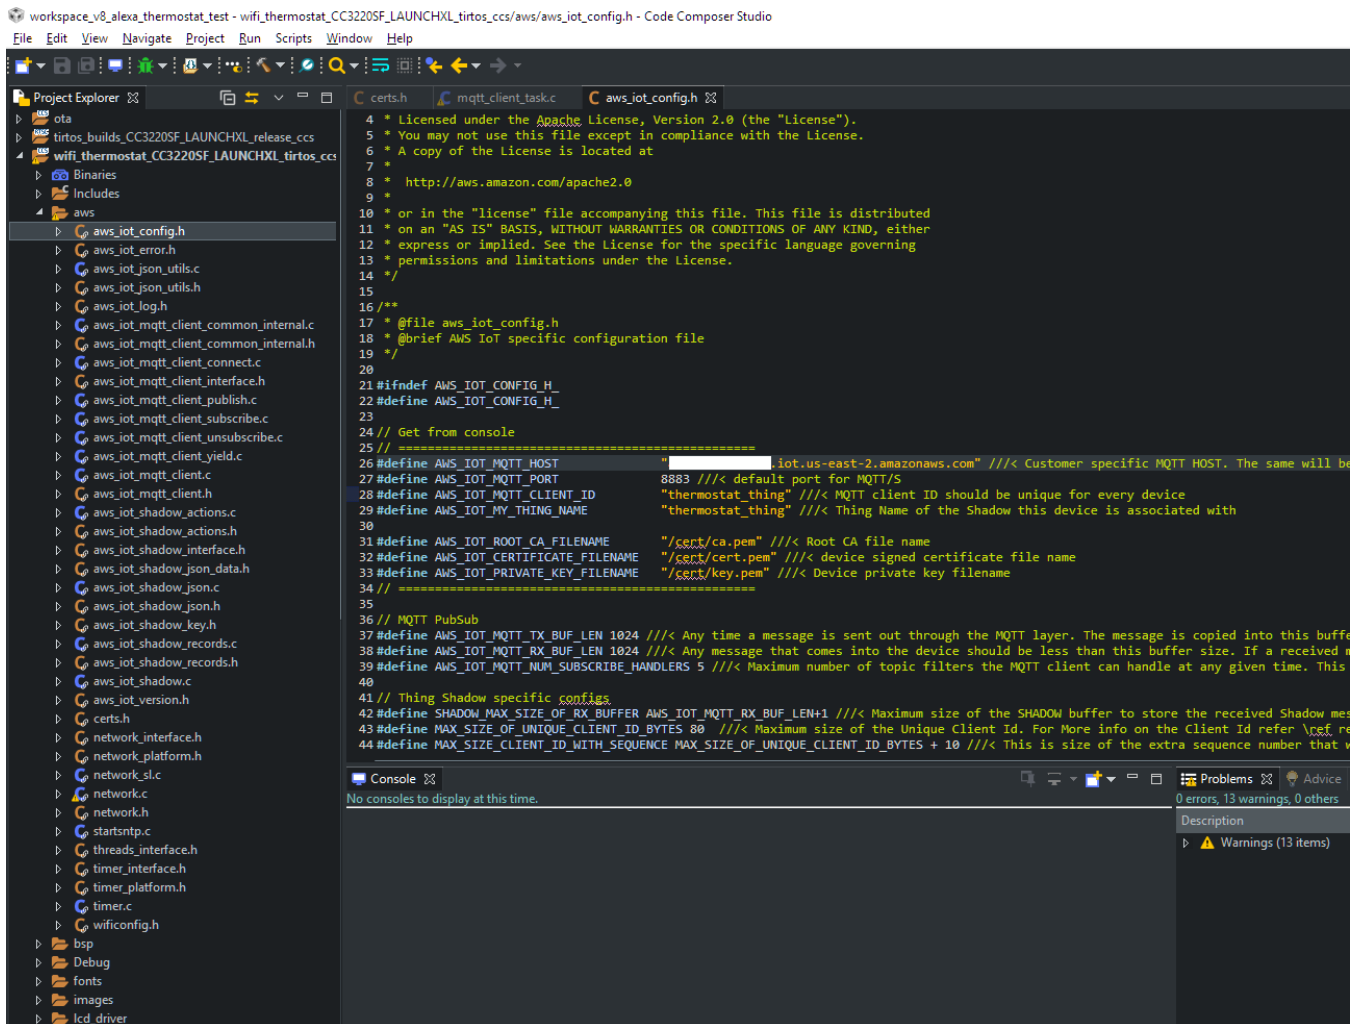 workspace_v8_alexa_thermostat_test - wifi_thermostat_CC3220SF_LAUNCHXL_tirtos_ccs/aws/aws_iot_config.h - Code Composer Studio
File Edit View Navigate Project Run Scripts Window Help
Project Explorer
certs.h mqtt_client_task.c aws_iot_config.h
ota
tirtos_builds_CC3220SF_LAUNCHXL_release_ccs
wifi_thermostat_CC3220SF_LAUNCHXL_tirtos_ccs
Binaries
Includes
aws
aws_iot_config.h
aws_iot_error.h
aws_iot_json_utils.c
aws_iot_json_utils.h
aws_iot_log.h
aws_iot_mqtt_client_common_internal.c
aws_iot_mqtt_client_common_internal.h
aws_iot_mqtt_client_connect.c
aws_iot_mqtt_client_interface.h
aws_iot_mqtt_client_publish.c
aws_iot_mqtt_client_subscribe.c
aws_iot_mqtt_client_unsubscribe.c
aws_iot_mqtt_client_yield.c
aws_iot_mqtt_client.c
aws_iot_mqtt_client.h
aws_iot_shadow_actions.c
aws_iot_shadow_actions.h
aws_iot_shadow_interface.h
aws_iot_shadow_json_data.h
aws_iot_shadow_json.c
aws_iot_shadow_json.h
aws_iot_shadow_key.h
aws_iot_shadow_records.c
aws_iot_shadow_records.h
aws_iot_shadow.c
aws_iot_version.h
certs.h
network_interface.h
network_platform.h
network_sl.c
network.c
network.h
startsntp.c
threads_interface.h
timer_interface.h
timer_platform.h
timer.c
wificonfig.h
bsp
Debug
fonts
images
lcd_driver
4 * Licensed under the Apache License, Version 2.0 (the "License").
5 * You may not use this file except in compliance with the License.
6 * A copy of the License is located at
7 *
8 * http://aws.amazon.com/apache2.0
9 *
10 * or in the "license" file accompanying this file. This file is distributed
11 * on an "AS IS" BASIS, WITHOUT WARRANTIES OR CONDITIONS OF ANY KIND, either
12 * express or implied. See the License for the specific language governing
13 * permissions and limitations under the License.
14 */
15
16 /**
17 * @file aws_iot_config.h
18 * @brief AWS IoT specific configuration file
19 */
20
21 #ifndef AWS_IOT_CONFIG_H_
22 #define AWS_IOT_CONFIG_H_
23
24 // Get from console
25 // =================================================
26 #define AWS_IOT_MQTT_HOST " .iot.us-east-2.amazonaws.com" ///< Customer specific MQTT HOST. The same will be
27 #define AWS_IOT_MQTT_PORT 8883 ///< default port for MQTT/S
28 #define AWS_IOT_MQTT_CLIENT_ID "thermostat_thing" ///< MQTT client ID should be unique for every device
29 #define AWS_IOT_MY_THING_NAME "thermostat_thing" ///< Thing Name of the Shadow this device is associated with
30
31 #define AWS_IOT_ROOT_CA_FILENAME "/cert/ca.pem" ///< Root CA file name
32 #define AWS_IOT_CERTIFICATE_FILENAME "/cert/cert.pem" ///< device signed certificate file name
33 #define AWS_IOT_PRIVATE_KEY_FILENAME "/cert/key.pem" ///< Device private key filename
34 // =================================================
35
36 // MQTT PubSub
37 #define AWS_IOT_MQTT_TX_BUF_LEN 1024 ///< Any time a message is sent out through the MQTT layer. The message is copied into this buffe
38 #define AWS_IOT_MQTT_RX_BUF_LEN 1024 ///< Any message that comes into the device should be less than this buffer size. If a received m
39 #define AWS_IOT_MQTT_NUM_SUBSCRIBE_HANDLERS 5 ///< Maximum number of topic filters the MQTT client can handle at any given time. This
40
41 // Thing Shadow specific configs
42 #define SHADOW_MAX_SIZE_OF_RX_BUFFER AWS_IOT_MQTT_RX_BUF_LEN+1 ///< Maximum size of the SHADOW buffer to store the received Shadow mes
43 #define MAX_SIZE_OF_UNIQUE_CLIENT_ID_BYTES 80 ///< Maximum size of the Unique Client Id. For More info on the Client Id refer \ref re
44 #define MAX_SIZE_CLIENT_ID_WITH_SEQUENCE MAX_SIZE_OF_UNIQUE_CLIENT_ID_BYTES + 10 ///< This is size of the extra sequence number that w
Console
No consoles to display at this time.
Problems Advice
0 errors, 13 warnings, 0 others
Description
Warnings (13 items)